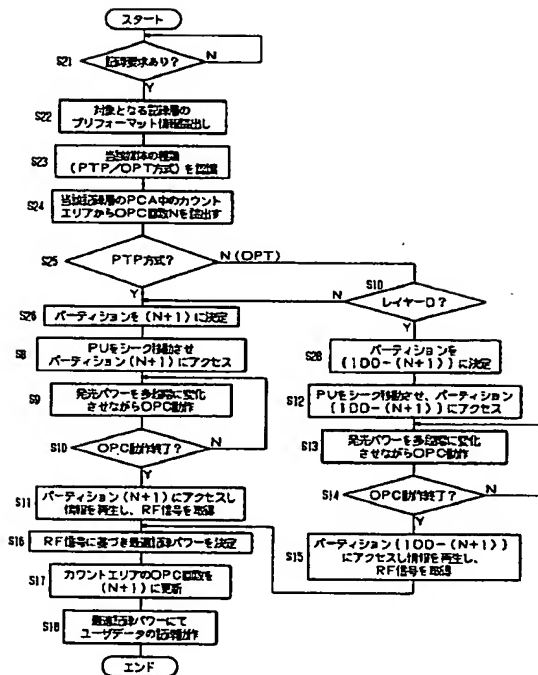 スタート
S21
記録要求あり?
N
Y
S22
対象となる記録層の
プリフォーマット情報読出し
S23
当該媒体の種類
(PTP/OPT方式)を認識
S24
当該記録層のPCA中のカウント
エリアからOPC回数Nを読出す
S25
PTP方式?
N(OPT)
Y
S10
レイヤー0?
N
Y
S26
パーティションを(N+1)に決定
S28
パーティションを
{100-(N+1)}に決定
S8
PUをシーク移動させ
パーティション(N+1)にアクセス
S12
PUをシーク移動させ、パーティション
{100-(N+1)}にアクセス
S9
発光パワーを多段階に変化
させながらOPC動作
S13
発光パワーを多段階に変化
させながらOPC動作
S10
OPC動作終了?
N
Y
S14
OPC動作終了?
N
Y
S11
パーティション(N+1)にアクセスし
情報を再生し、RF信号を取得
S15
パーティション{100-(N+1)}
にアクセスし情報を再生し、
RF信号を取得
S16
RF信号に基づき最適記録パワーを決定
S17
カウントエリアのOPC回数を
(N+1)に更新
S18
最適記録パワーにて
ユーザデータの記録動作
エンド